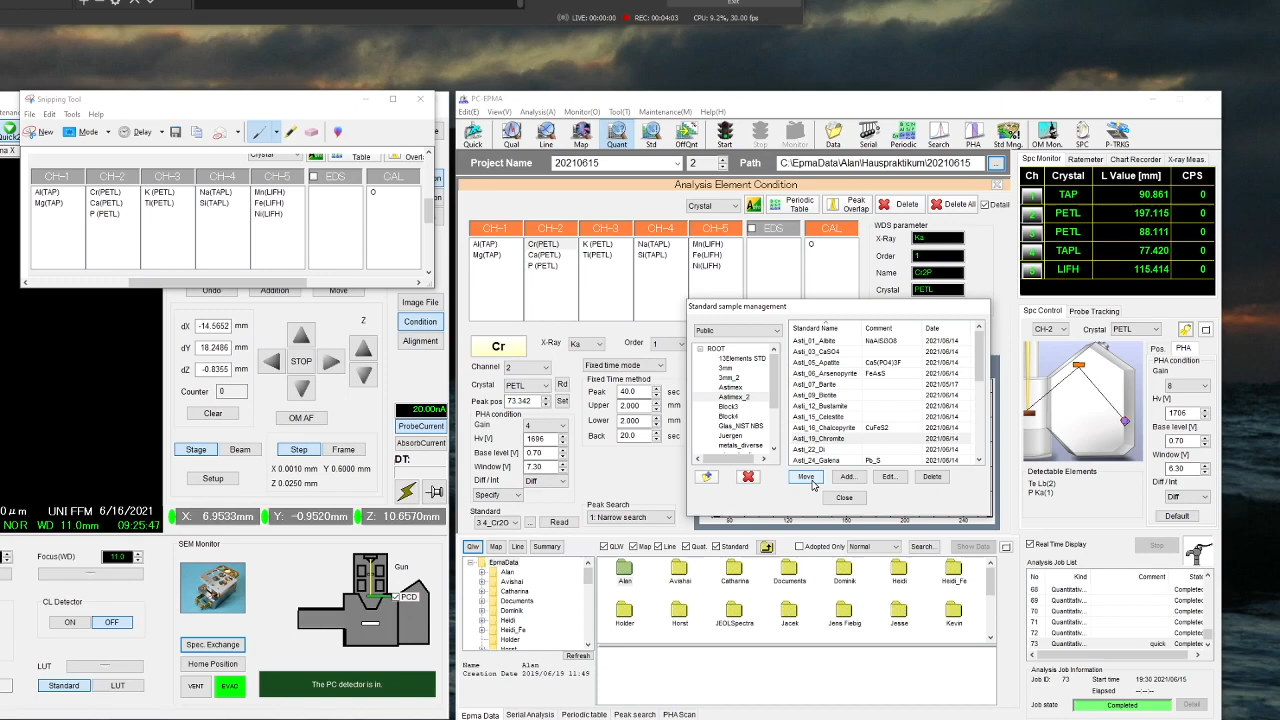 Exit
LIVE: 00:00:00 REC: 00:04:03 CPU: 9.2%, 30.00 fps
Snipping Tool
File Edit Tools Help
New Mode Delay
Table
CH-1 CH-2 CH-3 CH-4 CH-5 EDS CAL
Al(TAP) Cr(PETL) K (PETL) Na(TAPL) Mn(LIFH) O
Mg(TAP) Ca(PETL) Ti(PETL) Si(TAPL) Fe(LIFH)
P (PETL) Ni(LIFH)
Undo Addition Move
dX -14.5652 mm
dY 18.2486 mm
dZ -0.8355 mm
Z
STOP
Counter 0
Clear
OM AF
Stage Beam Step Frame
X 0.0010 mm Y 0.6000 mm
Z 0.0250 mm
Setup
Image File
Condition
Alignment
20.00nA
ProbeCurrent
AbsorbCurrent
DT:
0 μ m UNI FFM 6/16/2021
NOR WD:11.0mm 05:25:47
X: 6.9533mm Y: -0.9520mm Z: 10.6570mm
Focus(WD) 11.0
CL Detector
ON OFF
LUT
Standard LUT
SEM Monitor
Gun
PCD
Spec. Exchange
Home Position
VENT EVAC
The PC detector is in.
PC-EPMA
Edit(E) View(V) Analysis(A) Monitor(O) Tool(T) Maintenance(M) Help(H)
Quick Qual Line Map Quant Std OffQnt Start Stop Monitor Data Serial Periodic Search PHA Std Mng. OM Mon. SPC P-TRKG
Project Name 20210615 2 Path C:\EpmaData\Alan\Hauspraktikum\20210615 ...
Analysis Element Condition
Crystal Periodic Table Peak Overlap Delete Delete All Detail
CH-1 CH-2 CH-3 CH-4 CH-5 EDS CAL
Al(TAP) Cr(PETL) K (PETL) Na(TAPL) Mn(LIFH) O
Mg(TAP) Ca(PETL) Ti(PETL) Si(TAPL) Fe(LIFH)
P (PETL) Ni(LIFH)
WDS parameter
X-Ray Ka
Order 1
Name Cr2P
Crystal PETL
Cr X-Ray Ka Order 1
Channel 2
Crystal PETL Rd
Peak pos 73.342 Set
PHA condition
Gain 4
Hv [V] 1696
Base level [V] 0.70
Window [V] 7.30
Diff / Int Diff
Specify
Standard
3 4_Cr2O ... Read
Fixed time mode
Fixed Time method
Peak 40.0 sec
Upper 2.000 mm
Lower 2.000 mm
Back 20.0 sec
Peak Search
1: Narrow search
Standard sample management
Public
ROOT
13Elements STD
3mm
3mm_2
Astimex
Astimex_2
Block3
Block4
Glas_NIST NBS
Juergen
metals_diverse
Standard Name Comment Date
Asti_01_Albite NaAlSi3O8 2021/06/14
Asti_03_CaSO4 2021/06/14
Asti_05_Apatite Ca5(PO4)3F 2021/06/14
Asti_06_Arsenopyrite FeAsS 2021/06/14
Asti_07_Barite 2021/05/17
Asti_09_Biotite 2021/06/14
Asti_12_Bustamite 2021/06/14
Asti_15_Celestite 2021/06/14
Asti_16_Chalcopyrite CuFeS2 2021/06/14
Asti_19_Chromite 2021/06/14
Asti_22_Di 2021/06/14
Asti_24_Galena Pb_S 2021/06/14
Move Add... Edit... Delete
Close
80 120 160 200 240
Qlw Map Line Summary
QLW Map Line Quat. Standard Adopted Only Normal Search... Show Data
EpmaData
Alan
Avishai
Catharina
Documents
Dominik
Heidi
Heidi_Fe
Holder
Horst
Refresh
Name Alan
Creation Date 2019/06/19 11:49
Alan Avishai Catharina Documents Dominik Heidi Heidi_Fe
Holder Horst JEOLSpectra Jacek Jens Fiebig Jesse Kevin
Epma Data Serial Analysis Periodic table Peak search PHA Scan
Spc Monitor Ratemeter Chart Recorder X-ray Meas.
Ch Crystal L Value [mm] CPS
1 TAP 90.861 0
2 PETL 197.115 0
3 PETL 88.111 0
4 TAPL 77.420 0
5 LIFH 115.414 0
Spc Control Probe Tracking
CH-2 Crystal PETL
Pos. PHA
PHA condition
Gain
8
Hv [V]
1706
Base level [V]
0.70
Window [V]
6.30
Diff / Int
Diff
Default
Detectable Elements
Te Lb(2)
P Ka(1)
Real Time Display Stop
Analysis Job List
No Kind Comment State
68 Quantitativ... Completed
69 Quantitativ... Completed
70 Quantitativ... Completed
71 Quantitativ... Completed
72 Quantitativ... Completed
73 Quantitativ... quick Completed
Analysis Job Information
Job ID: 73 Start time 19:30 2021/06/15
Elapsed --:--:--
Job state Completed Detail